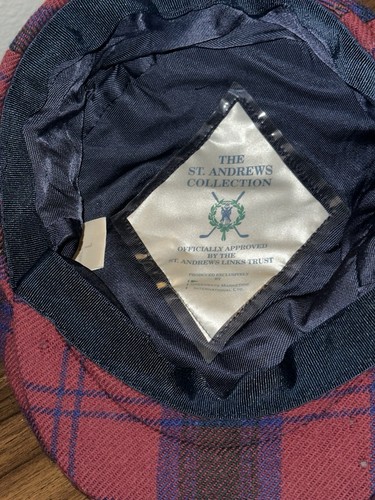 THE
ST. ANDREWS
COLLECTION
OFFICIALLY APPROVED
BY THE
ST. ANDREWS LINKS TRUST